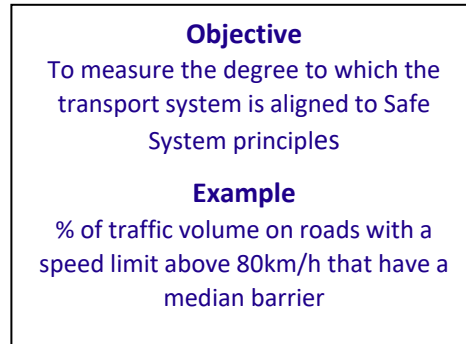 Objective
To measure the degree to which the
transport system is aligned to Safe
System principles
Example
% of traffic volume on roads with a
speed limit above 80km/h that have a
median barrier